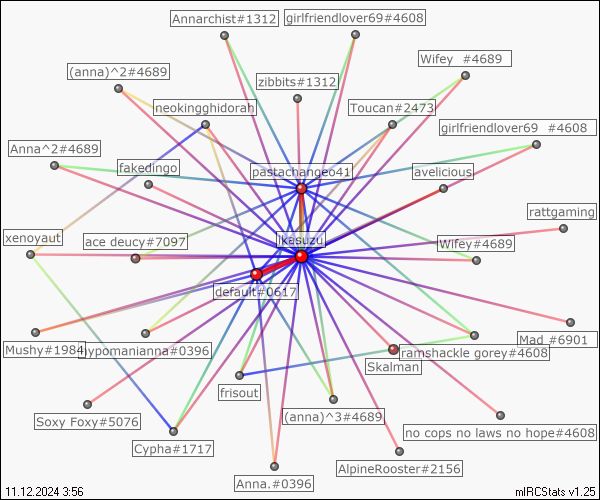 Annarchist#1312
girlfriendlover69#4608
Wifey #4689
(anna)^2#4689
zibbits#1312
neokingghidorah
Toucan#2473
girlfriendlover69 #4608
Anna^2#4689
fakedingo
pastachangeo41
avelicious
rattgaming
xenoyaut
ace deucy#7097
ikasuzu
Wifey#4689
default#0617
Mushy#1984
hypomanianna#0396
Mad_#6901
ramshackle gorey#4608
Skalman
frisout
(anna)^3#4689
Soxy Foxy#5076
no cops no laws no hope#4608
Cypha#1717
AlpineRooster#2156
Anna.#0396
11.12.2024 3:56
mIRCStats v1.25